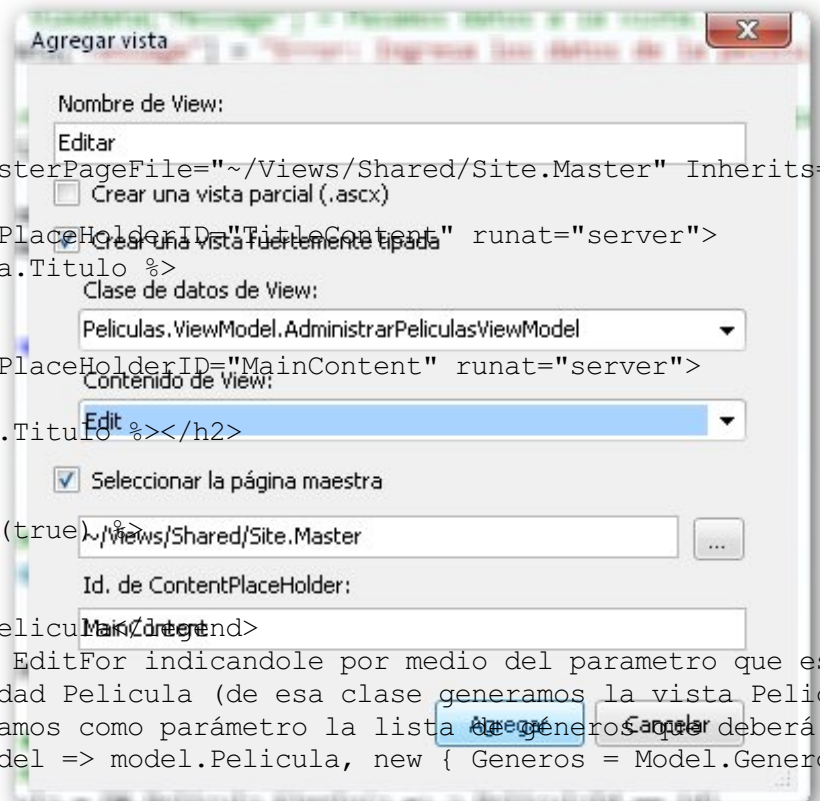 Agregar vista
Nombre de View:
Editar
sterPageFile="~/Views/Shared/Site.Master" Inherits=
Crear una vista parcial (.ascx)
PlaceHolderID="TitleContent" runat="server">
Crear una vista fuertemente tipada
a.Titulo %>
Clase de datos de View:
Peliculas.ViewModel.AdministrarPeliculasViewModel
PlaceHolderID="MainContent" runat="server">
Contenido de View:
Edit
.Titulo %></h2>
Seleccionar la página maestra
(true) %>
~/Views/Shared/Site.Master
...
Id. de ContentPlaceHolder:
elicula</legend>
MainContent
EditFor indicandole por medio del parametro que es
dad Pelicula (de esa clase generamos la vista Pelic
amos como parámetro la lista de géneros que deberá
Agregar
Cancelar
del => model.Pelicula, new { Generos = Model.Genero